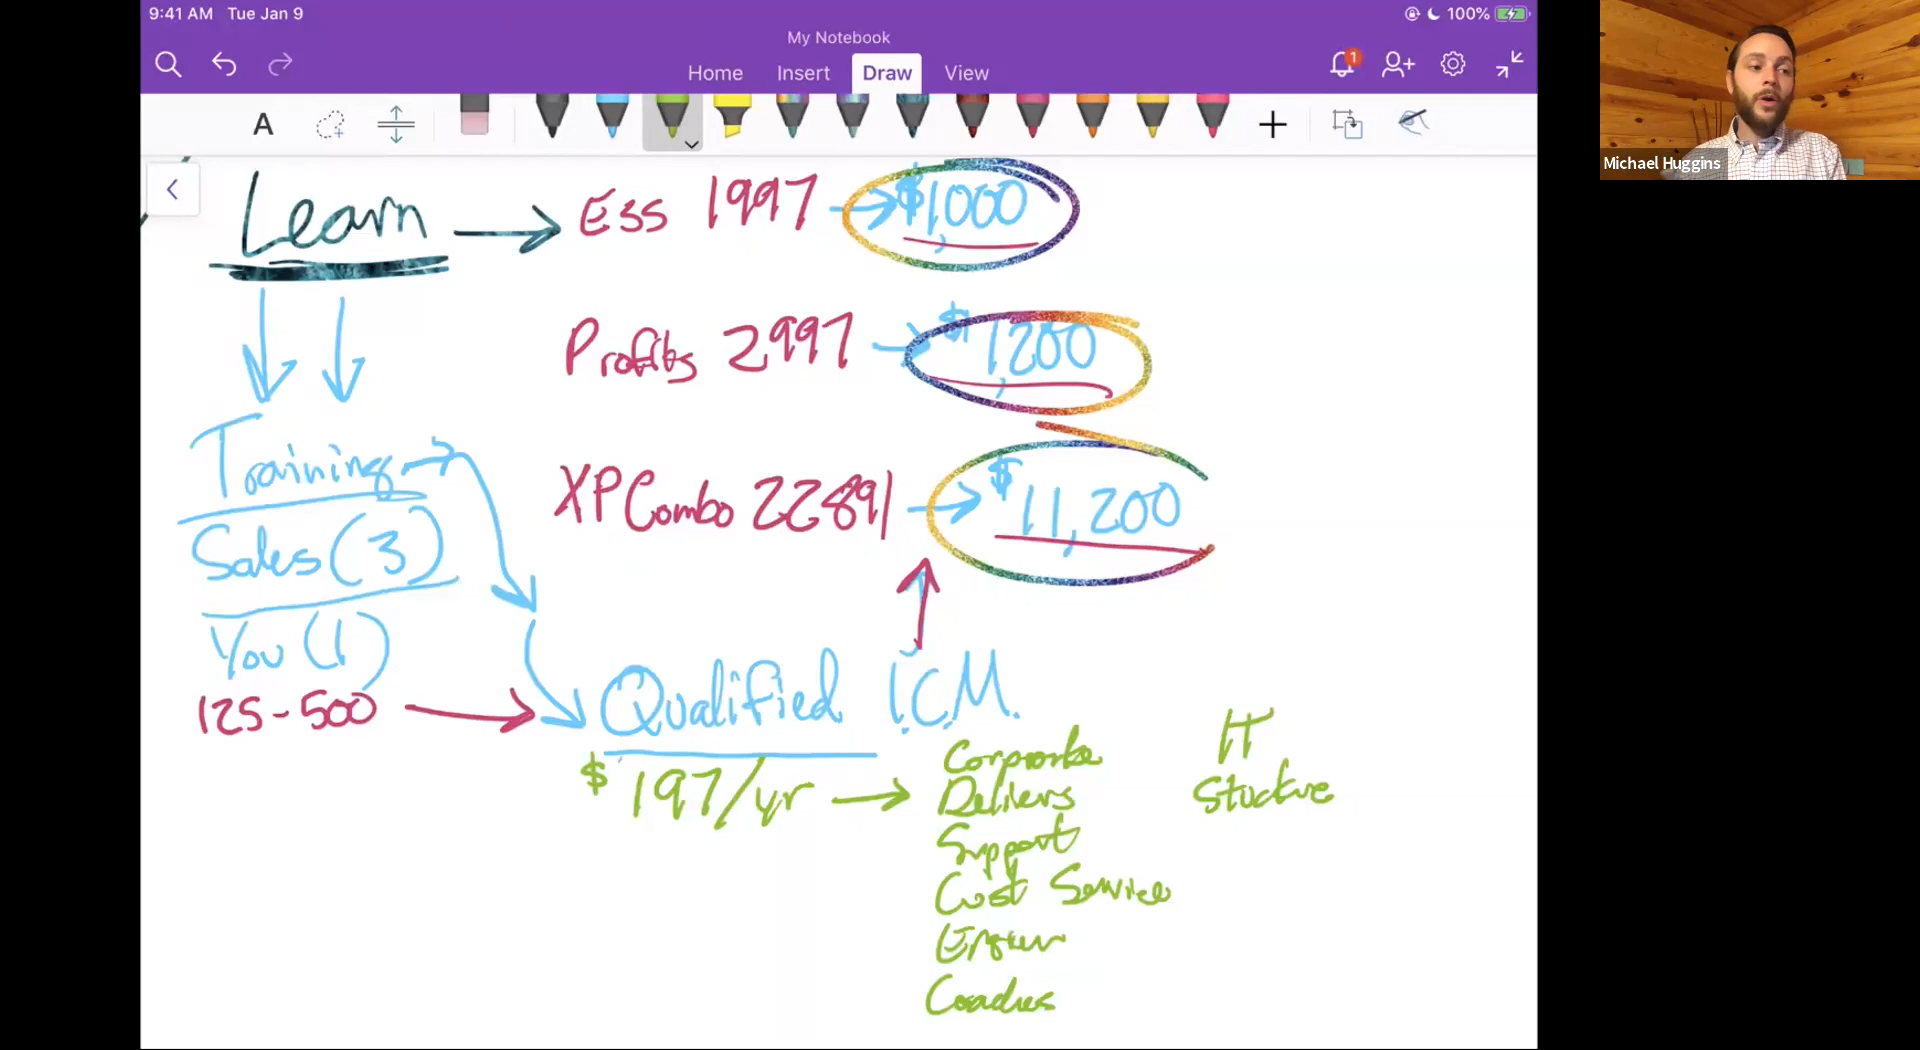 9:41 AM Tue Jan 9
100%
My Notebook
Home Insert Draw View
1
A
Michael Huggins
Learn Ess 1997 $1,000
Profits 2997 $1,200
XP Combo 22891 $11,200
Training
Sales (3)
You (1)
125-500 Qualified I.C.M.
$197/yr
Corporate
Delivers
Support
Cust Service
Coaches
IT